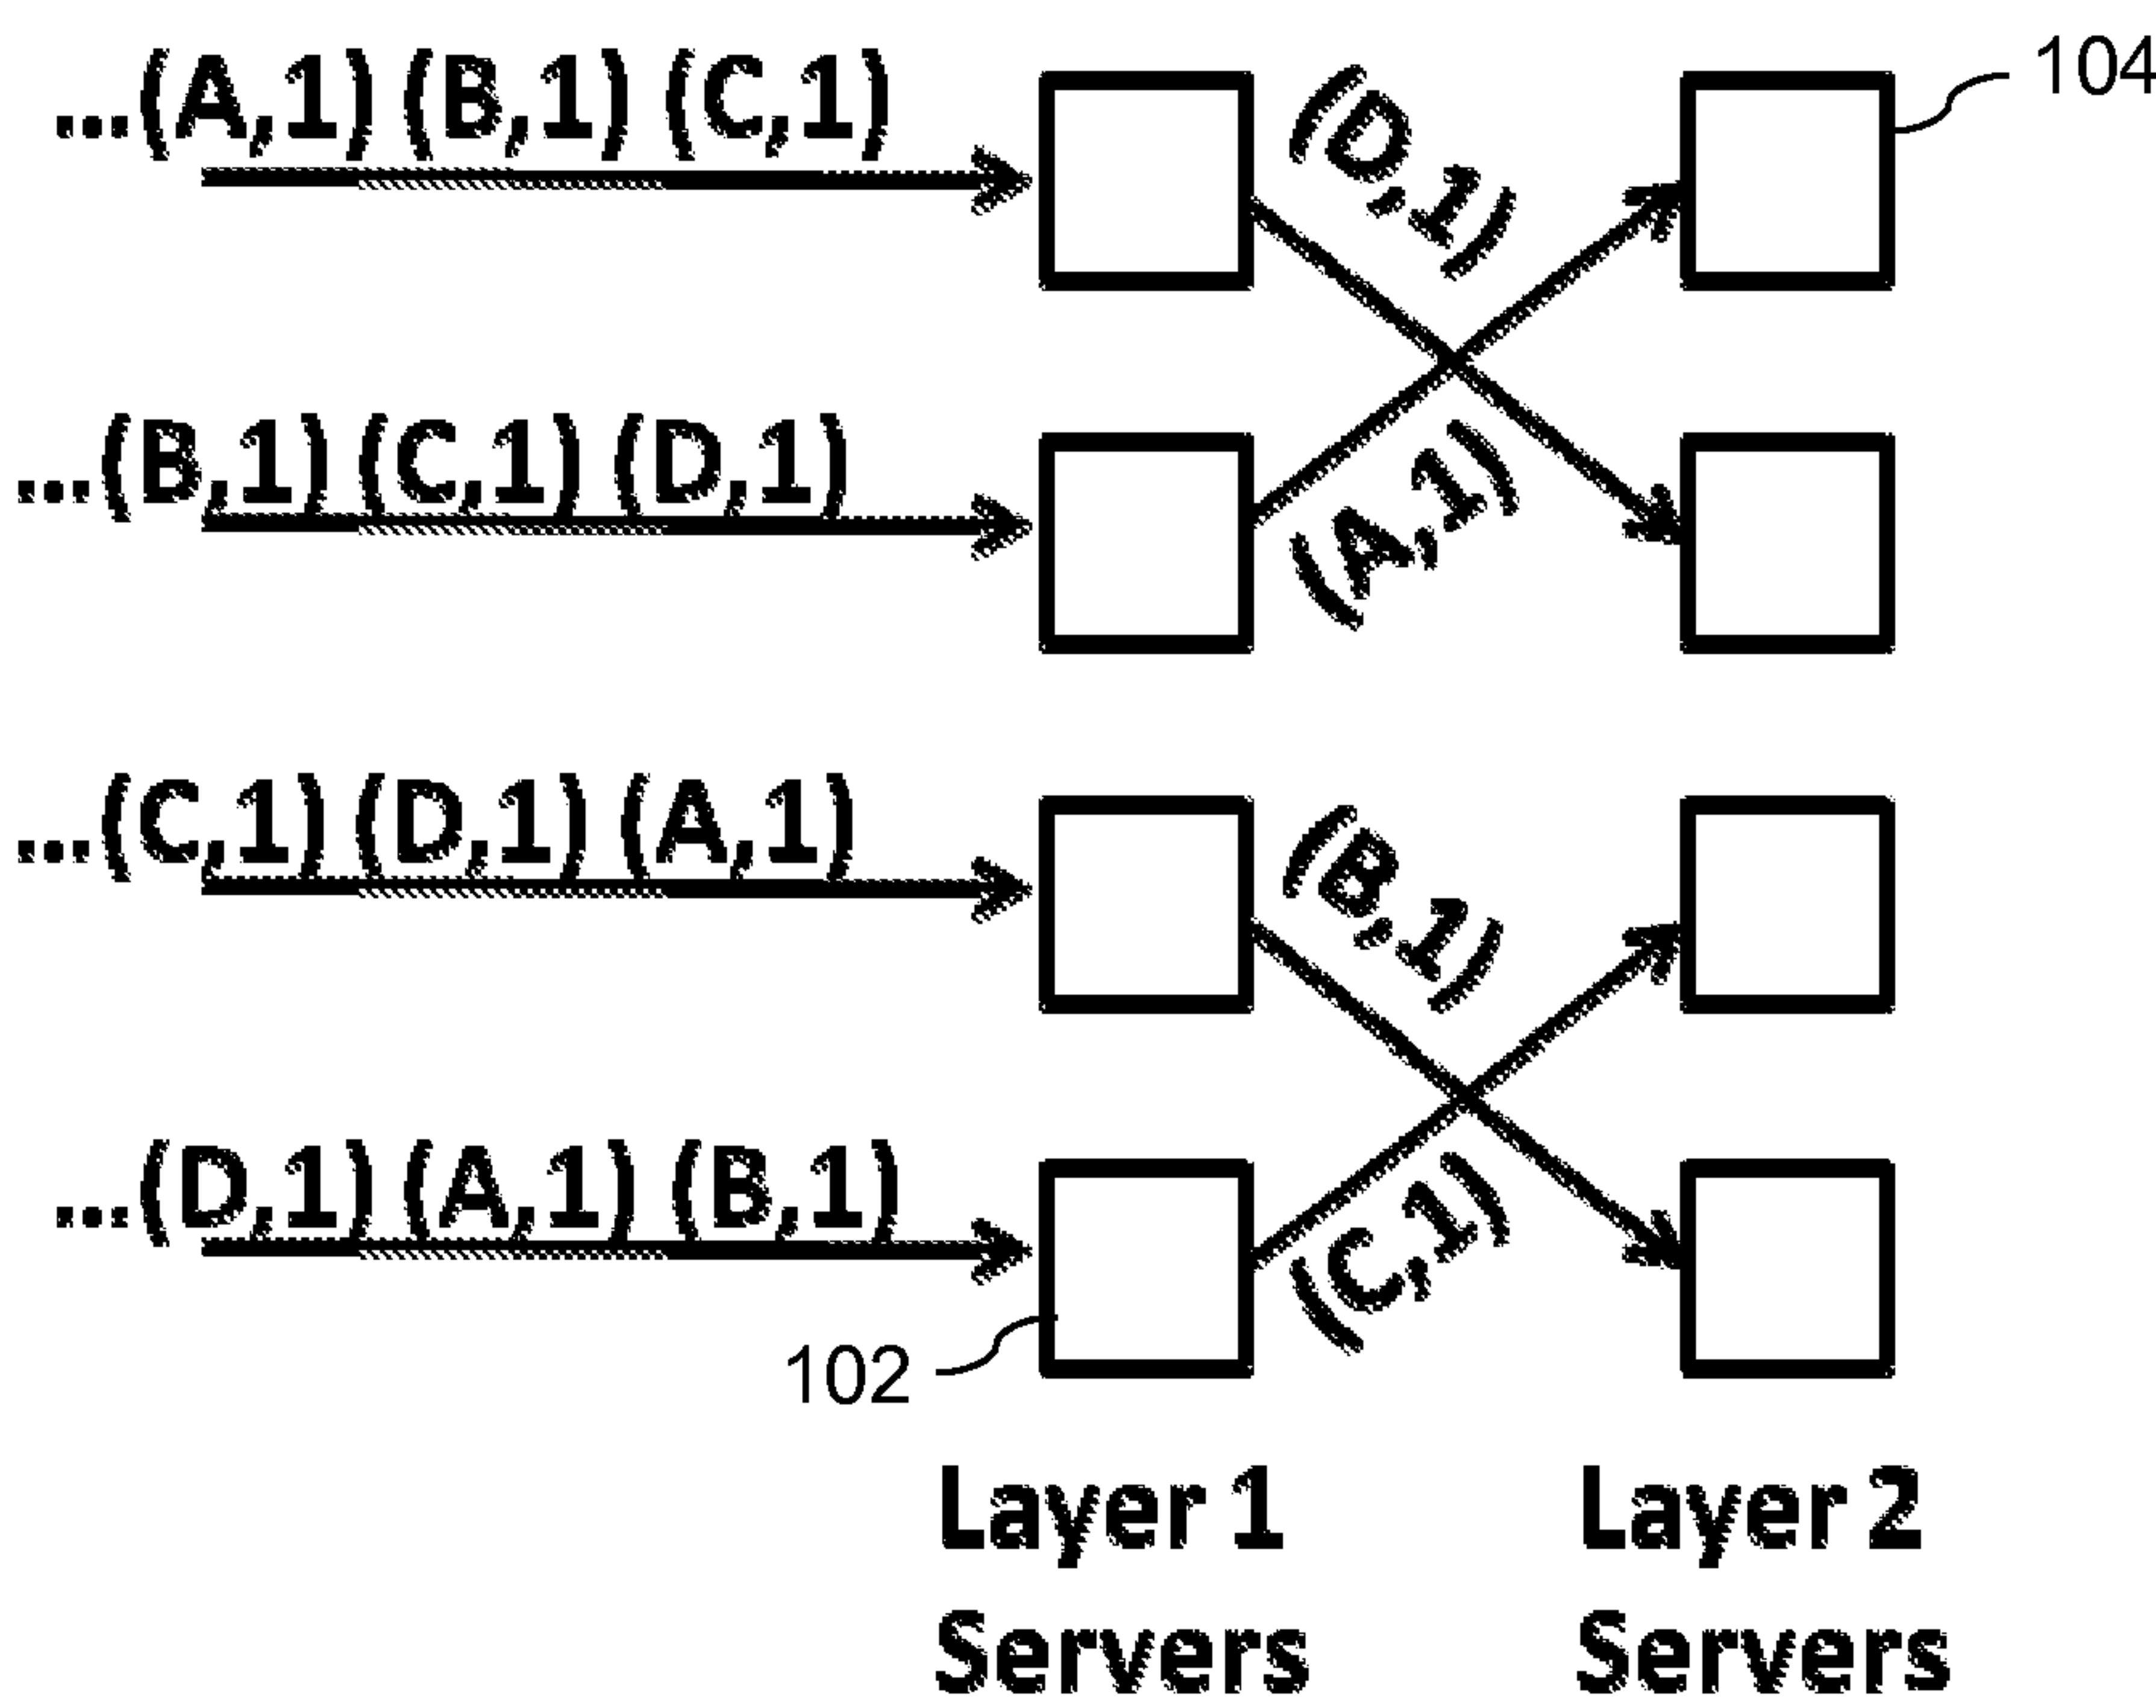 104
...(A,1) (B,1) (C,1)
(D,1)
...(B,1) (C,1) (D,1)
(A,1)
...(C,1) (D,1) (A,1)
(B,1)
...(D,1) (A,1) (B,1)
(C,1)
102
Layer 1
Servers
Layer 2
Servers